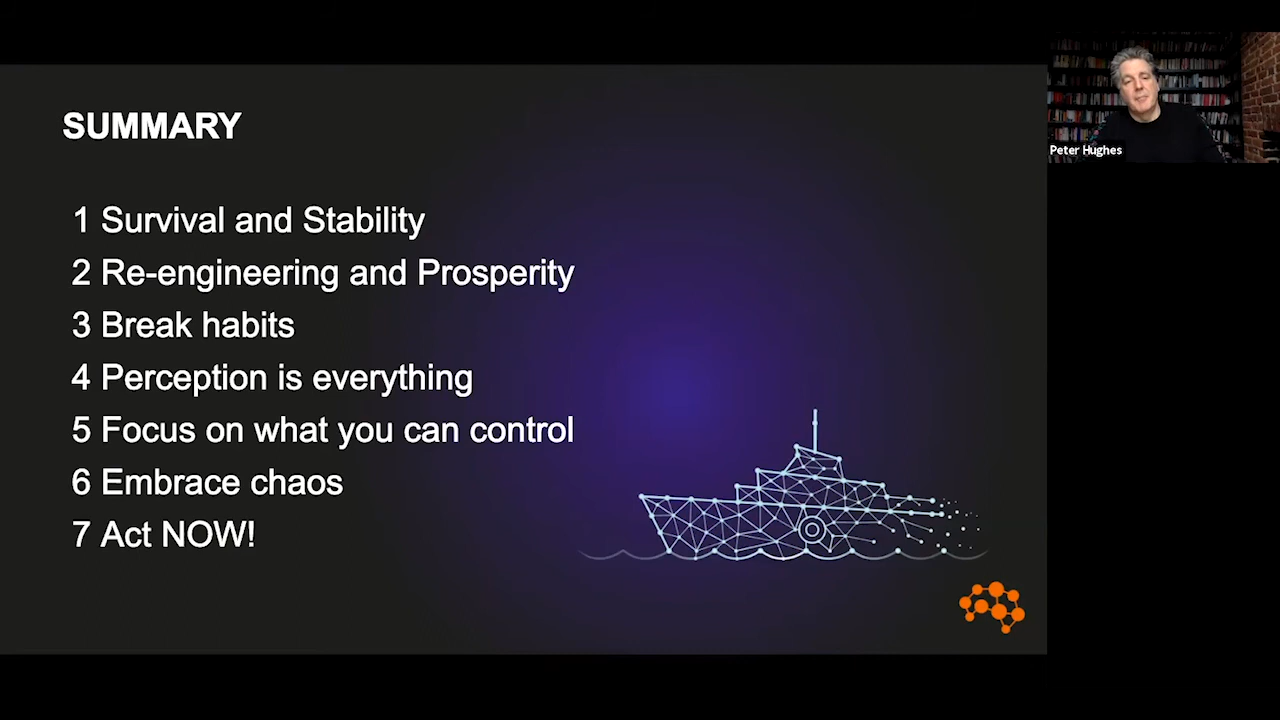 SUMMARY
1 Survival and Stability
2 Re-engineering and Prosperity
3 Break habits
4 Perception is everything
5 Focus on what you can control
6 Embrace chaos
7 Act NOW!
Peter Hughes